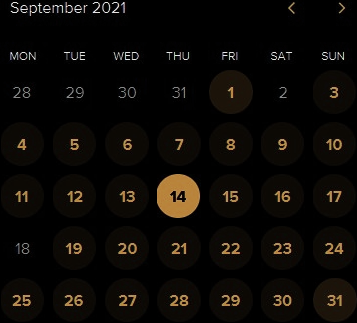 September 2021 < >
MON TUE WED THU FRI SAT SUN
28 29 30 31 1 2 3
4 5 6 7 8 9 10
11 12 13 14 15 16 17
18 19 20 21 22 23 24
25 26 27 28 29 30 31